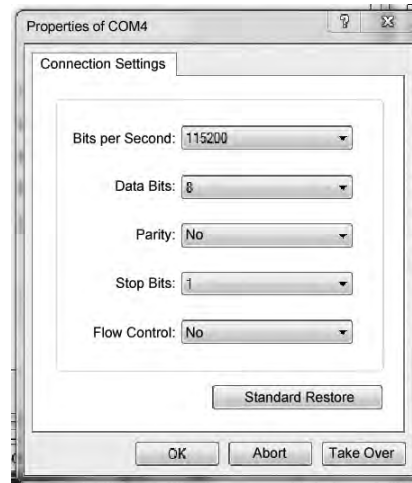 Properties of COM4
Connection Settings
Bits per Second: 115200
Data Bits: 8
Parity: No
Stop Bits: 1
Flow Control: No
Standard Restore
OK Abort Take Over